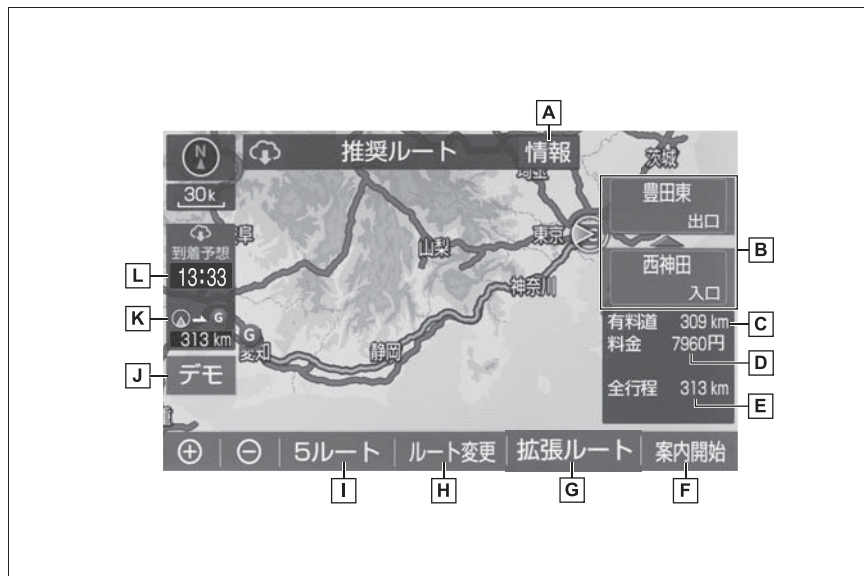 A
N
推奨ルート 情報
茨城
30k
埼玉
豊田東
出口
到着予想
阜
東京
B
山梨
L
13:33
西神田
入口
神奈川
K
G
有料道 309 km
C
313 km
G
愛知
静岡
料金 7960円
D
J
デモ
全行程 313 km
E
道
5ルート ルート変更 拡張ルート 案内開始
I
H
G
F